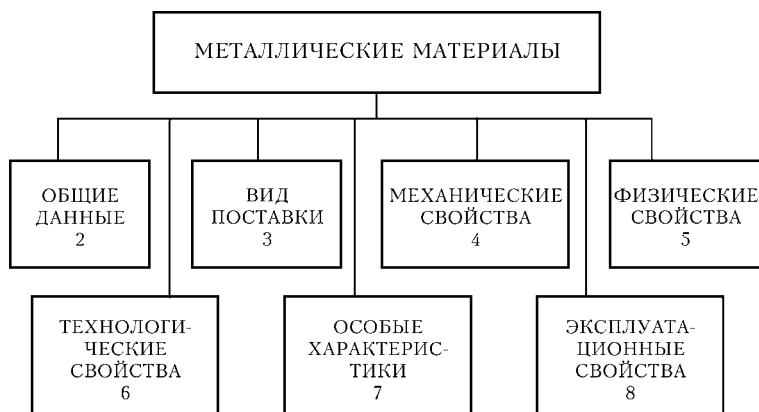 МЕТАЛЛИЧЕСКИЕ МАТЕРИАЛЫ
ОБЩИЕ
ДАННЫЕ
2
ВИД
ПОСТАВКИ
3
МЕХАНИЧЕСКИЕ
СВОЙСТВА
4
ФИЗИЧЕСКИЕ
СВОЙСТВА
5
ТЕХНОЛОГИ-
ЧЕСКИЕ
СВОЙСТВА
6
ОСОБЫЕ
ХАРАКТЕРИС-
ТИКИ
7
ЭКСПЛУАТА-
ЦИОННЫЕ
СВОЙСТВА
8